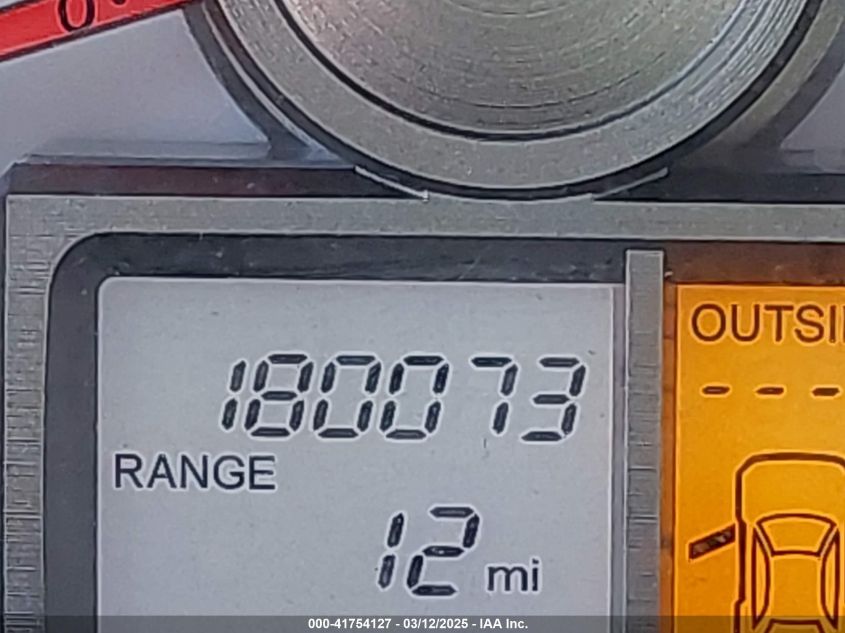 180073
OUTSI
- - -
RANGE
12 mi
000-41754127 - 03/12/2025 - IAA Inc.